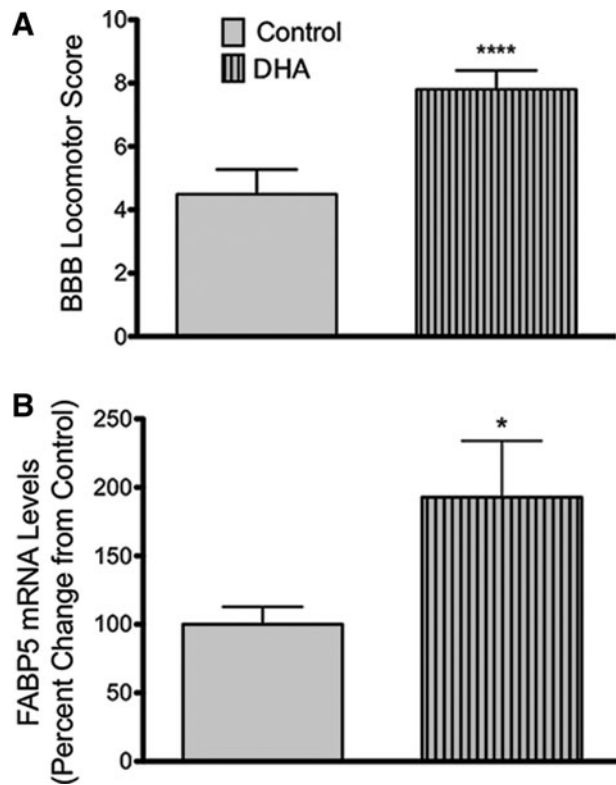 A
BBB Locomotor Score
10
8
6
4
2
0
Control
DHA
****
B
FABP5 mRNA Levels
(Percent Change from Control)
250
200
150
100
50
0
*